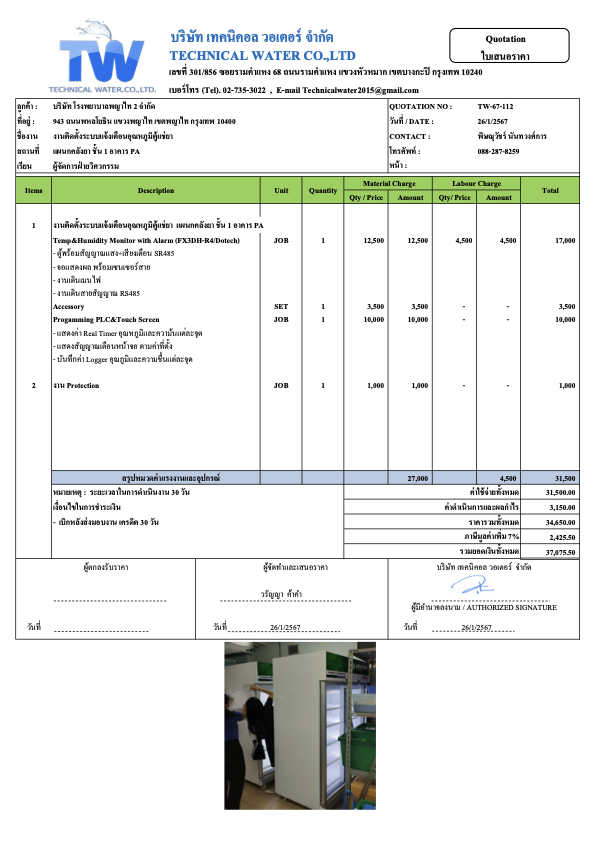 TW
TECHNICAL WATER.CO.,LTD.
บริษัท เทคนิคอล วอเตอร์ จำกัด
TECHNICAL WATER CO.,LTD
เลขที่ 301/856 ซอยรามคำแหง 68 ถนนรามคำแหง แขวงหัวหมาก เขตบางกะปิ กรุงเทพ 10240
เบอร์โทร (Tel). 02-735-3022 , E-mail Technicalwater2015@gmail.com
Quotation
ใบเสนอราคา
ลูกค้า : บริษัท โรงพยาบาลพญาไท 2 จำกัด QUOTATION NO : TW-67-112
ที่อยู่ : 943 ถนนพหลโยธิน แขวงพญาไท เขตพญาไท กรุงเทพ 10400 วันที่ / DATE : 26/1/2567
ชื่องาน งานติดตั้งระบบแจ้งเตือนอุณหภูมิตู้แช่ยา CONTACT : พิษณุวัชร์ นันทวงค์การ
สถานที่ แผนกคลังยา ชั้น 1 อาคาร PA โทรศัพท์ : 088-287-8259
เรียน ผู้จัดการฝ่ายวิศวกรรม หน้า :
Items Description Unit Quantity Material Charge Labour Charge Total
Qty / Price Amount Qty/ Price Amount
1 งานติดตั้งระบบแจ้งเตือนอุณหภูมิตู้แช่ยา แผนกคลังยา ชั้น 1 อาคาร PA
Temp&Humidity Monitor with Alarm (FX3DH-R4/Dotech) JOB 1 12,500 12,500 4,500 4,500 17,000
- ตู้พร้อมสัญญาณแสง+เสียงเตือน SR485
- จอแสดงผล พร้อมเซนเซอร์สาย
- งานเดินเมนไฟ
- งานเดินสายสัญญาณ RS485
Accessory SET 1 3,500 3,500 - - 3,500
Progamming PLC&Touch Screen JOB 1 10,000 10,000 - - 10,000
- แสดงค่า Real Timer อุณหภูมิและความิ้นแต่ละจุด
- แสดงสัญญาณเตือนหน้าจอ ตามค่าที่ตั้ง
- บันทึกค่า Logger อุณภูมิและความชื้นแต่ละจุด
2 งาน Protection JOB 1 1,000 1,000 - - 1,000
สรุปหมวดค่าแรงงานและอุปกรณ์ 27,000 4,500 31,500
หมายเหตุ : ระยะเวลาในการดำเนินงาน 30 วัน ค่าใช้จ่ายทั้งหมด 31,500.00
เงื่อนไขในการชำระเงิน ค่าดำเนินการและผลกำไร 3,150.00
- เบิกหลังส่งมอบงาน เครดิต 30 วัน ราคารวมทั้งหมด 34,650.00
ภาษีมูลค่าเพิ่ม 7% 2,425.50
รวมยอดเงินทั้งหมด 37,075.50
ผู้ตกลงรับราคา ผู้จัดทำและเสนอราคา บริษัท เทคนิคอล วอเตอร์ จำกัด
วรัญญา ค้าคำ
ผู้มีอำนาจลงนาม / AUTHORIZED SIGNATURE
วันที่ วันที่ 26/1/2567 วันที่ 26/1/2567